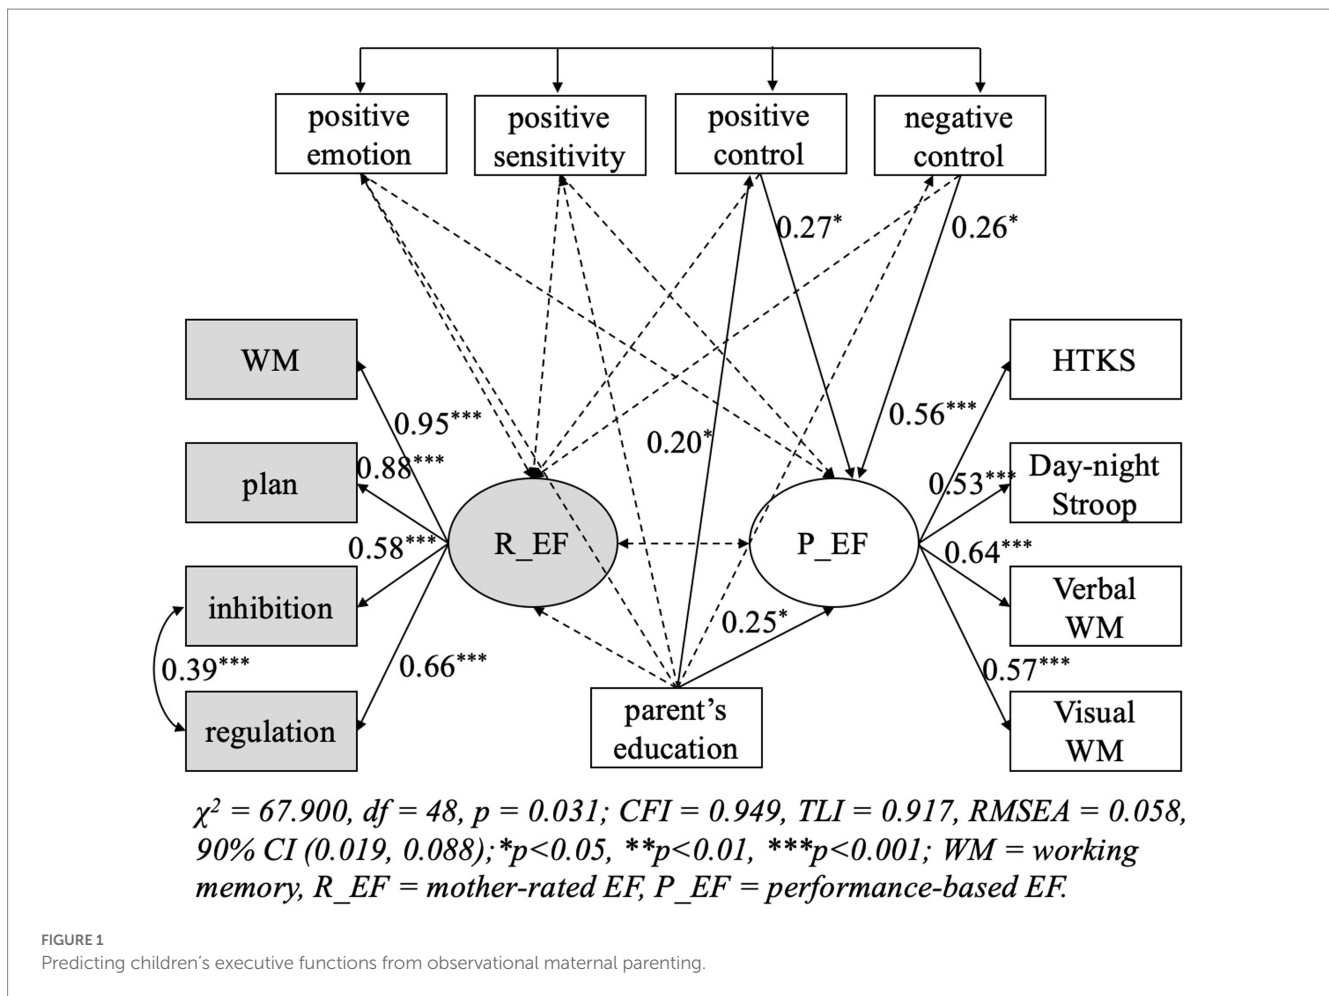 positive
emotion
positive
sensitivity
positive
control
negative
control
0.27*
0.26*
WM
HTKS
0.95***
0.56***
0.20*
plan
0.88***
0.53***
Day-night
Stroop
R_EF
P_EF
0.58***
0.64***
inhibition
Verbal
WM
0.25*
0.39***
0.66***
0.57***
regulation
parent's
education
Visual
WM
χ² = 67.900, df = 48, p = 0.031; CFI = 0.949, TLI = 0.917, RMSEA = 0.058,
90% CI (0.019, 0.088);*p<0.05, **p<0.01, ***p<0.001; WM = working
memory, R_EF = mother-rated EF, P_EF = performance-based EF.
FIGURE 1
Predicting children's executive functions from observational maternal parenting.